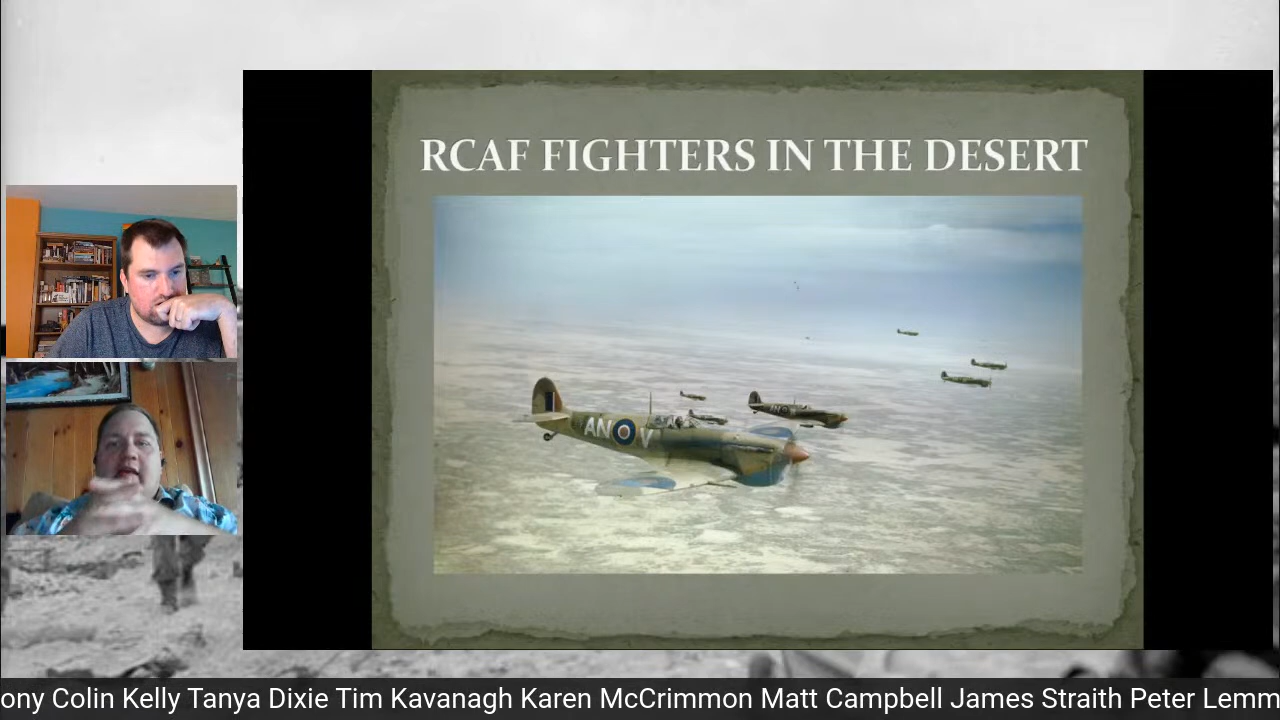 RCAF FIGHTERS IN THE DESERT
AN V
ony Colin Kelly Tanya Dixie Tim Kavanagh Karen McCrimmon Matt Campbell James Straith Peter Lemm